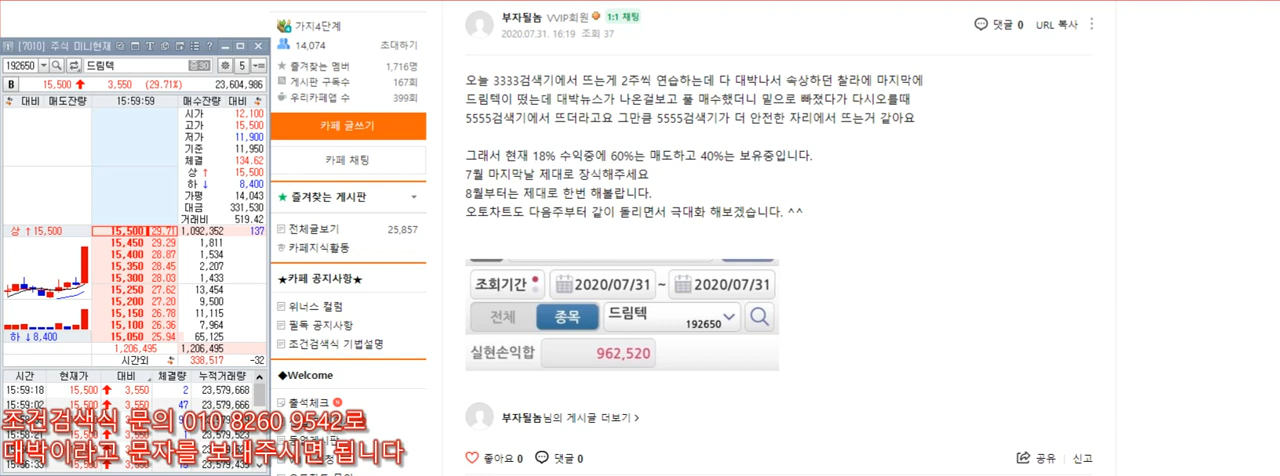 [7010] 주식 미니현재
192650 드림텍 5
B 15,500 3,550 (29.71%) 23,604,986
대비 매도잔량 15:59:59 매수잔량 대비
시가 12,100
고가 15,500
저가 11,900
기준 11,950
체결 134.62
상 ↑ 15,500
하 ↓ 8,400
가평 14,043
대금 331,530
거래비 519.42
상 ↑15,500 15,500 29.71 1,092,352 137
15,450 29.29 1,811
15,400 28.87 1,534
15,350 28.45 2,207
15,300 28.03 1,433
15,250 27.62 13,454
15,200 27.20 9,500
15,150 26.78 11,115
15,100 26.36 7,964
하 ↓8,400 15,050 25.94 65,125
1,206,495 1,206,495
시간외 338,517 -32
시간 현재가 대비 체결량 누적거래량
15:59:18 15,500 3,550 2 23,579,668
15:59:02 15,500 3,550 47 23,579,666
조건검색식 문의 010 8260 9542로
대박이라고 문자를 보내주시면 됩니다
가지4단계
14,074 초대하기
★ 즐겨찾는 멤버 1,716명
게시판 구독수 167회
우리카페앱 수 399회
카페 글쓰기
카페 채팅
★ 즐겨찾는 게시판
전체글보기 25,857
카페지식활동
★카페 공지사항★
위너스 컬럼
필독 공지사항
조건검색식 기법설명
◆Welcome
출석체크 N
부자될놈 VVIP회원 1:1 채팅
2020.07.31. 16:19 조회 37
댓글 0 URL 복사
오늘 3333검색기에서 뜨는게 2주씩 연습하는데 다 대박나서 속상하던 찰라에 마지막에
드림텍이 떴는데 대박뉴스가 나온걸보고 풀 매수했더니 밑으로 빠졌다가 다시오를때
5555검색기에서 뜨더라고요 그만큼 5555검색기가 더 안전한 자리에서 뜨는거 같아요
그래서 현재 18% 수익중에 60%는 매도하고 40%는 보유중입니다.
7월 마지막날 제대로 장식해주세요
8월부터는 제대로 한번 해볼랍니다.
오토차트도 다음주부터 같이 돌리면서 극대화 해보겠습니다. ^^
조회기간 2020/07/31 ~ 2020/07/31
전체 종목 드림텍 192650
실현손익합 962,520
부자될놈님의 게시글 더보기 >
좋아요 0 댓글 0 공유 신고